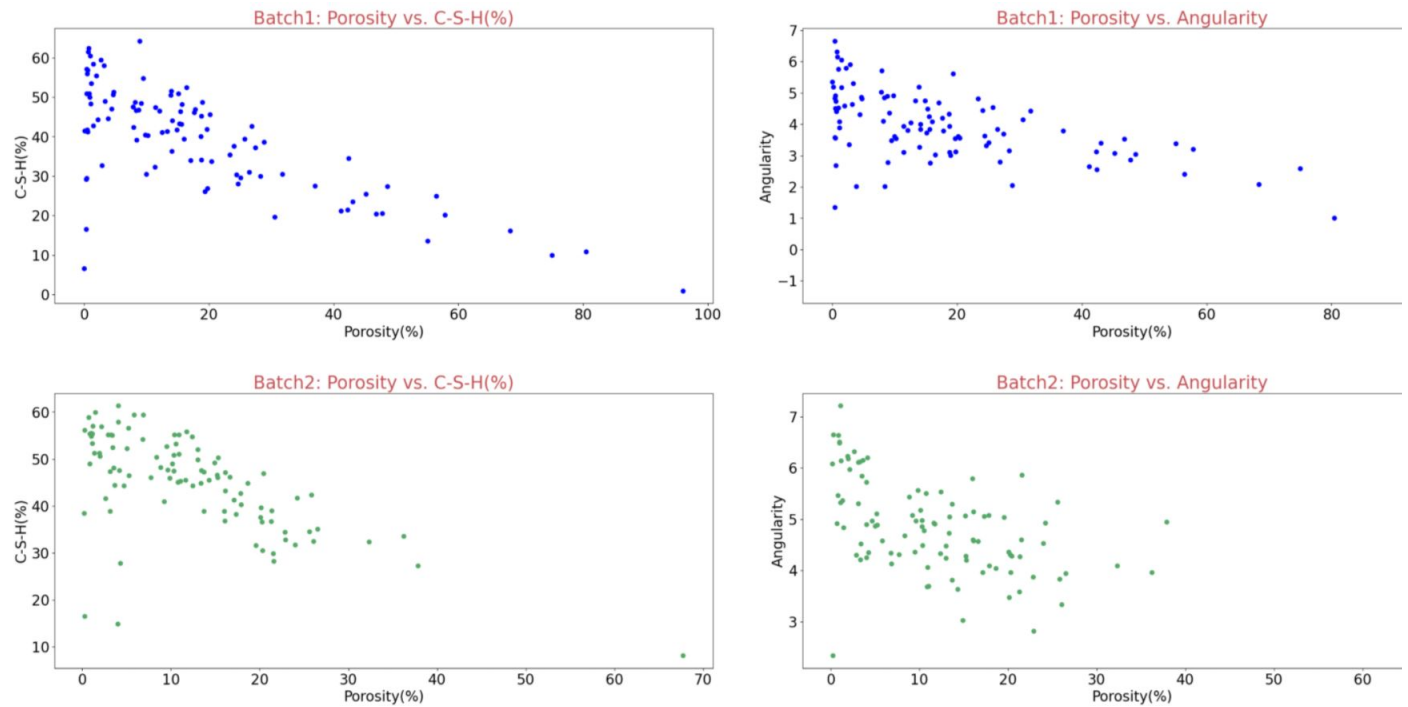 Batch1: Porosity vs. C-S-H(%)
C-S-H(%)
60
50
40
30
20
10
0
0 20 40 60 80 100
Porosity(%)
Batch1: Porosity vs. Angularity
Angularity
7
6
5
4
3
2
1
0
−1
0 20 40 60 80
Porosity(%)
Batch2: Porosity vs. C-S-H(%)
C-S-H(%)
60
50
40
30
20
10
0 10 20 30 40 50 60 70
Porosity(%)
Batch2: Porosity vs. Angularity
Angularity
7
6
5
4
3
0 10 20 30 40 50 60
Porosity(%)